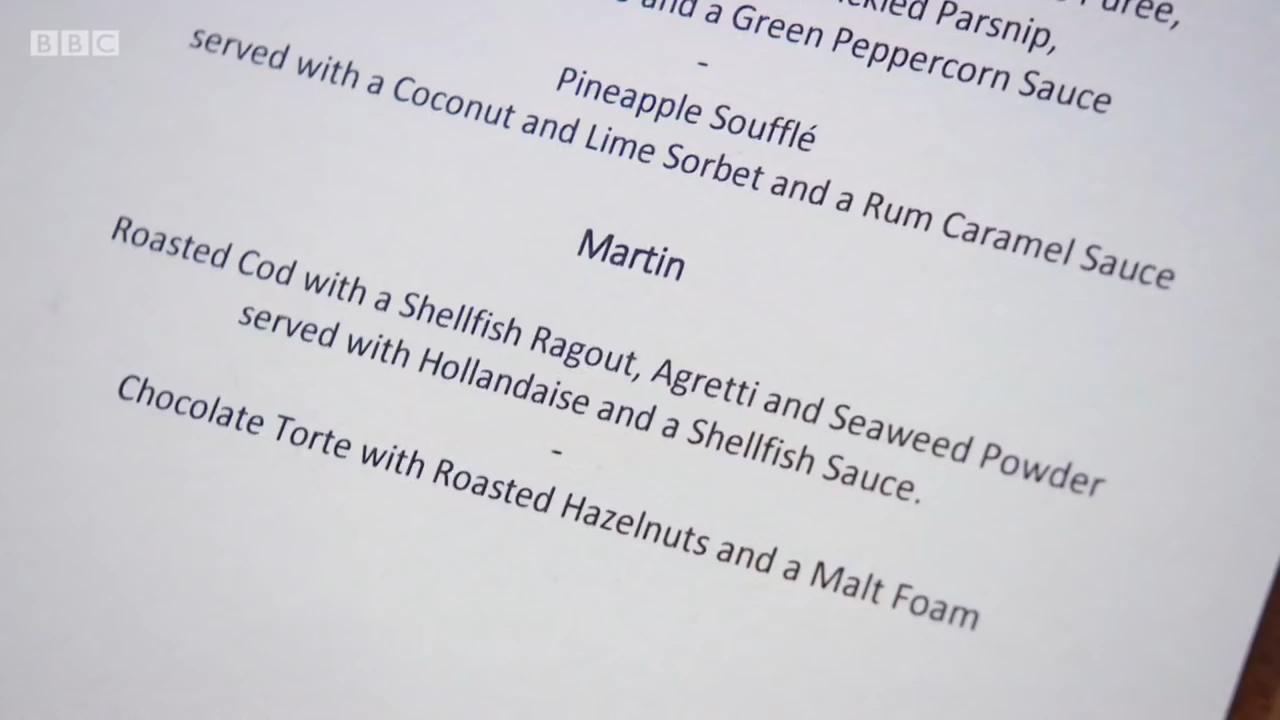 BBC
Parsnip,
and a Green Peppercorn Sauce
-
Pineapple Soufflé
served with a Coconut and Lime Sorbet and a Rum Caramel Sauce
Martin
Roasted Cod with a Shellfish Ragout, Agretti and Seaweed Powder
served with Hollandaise and a Shellfish Sauce.
-
Chocolate Torte with Roasted Hazelnuts and a Malt Foam